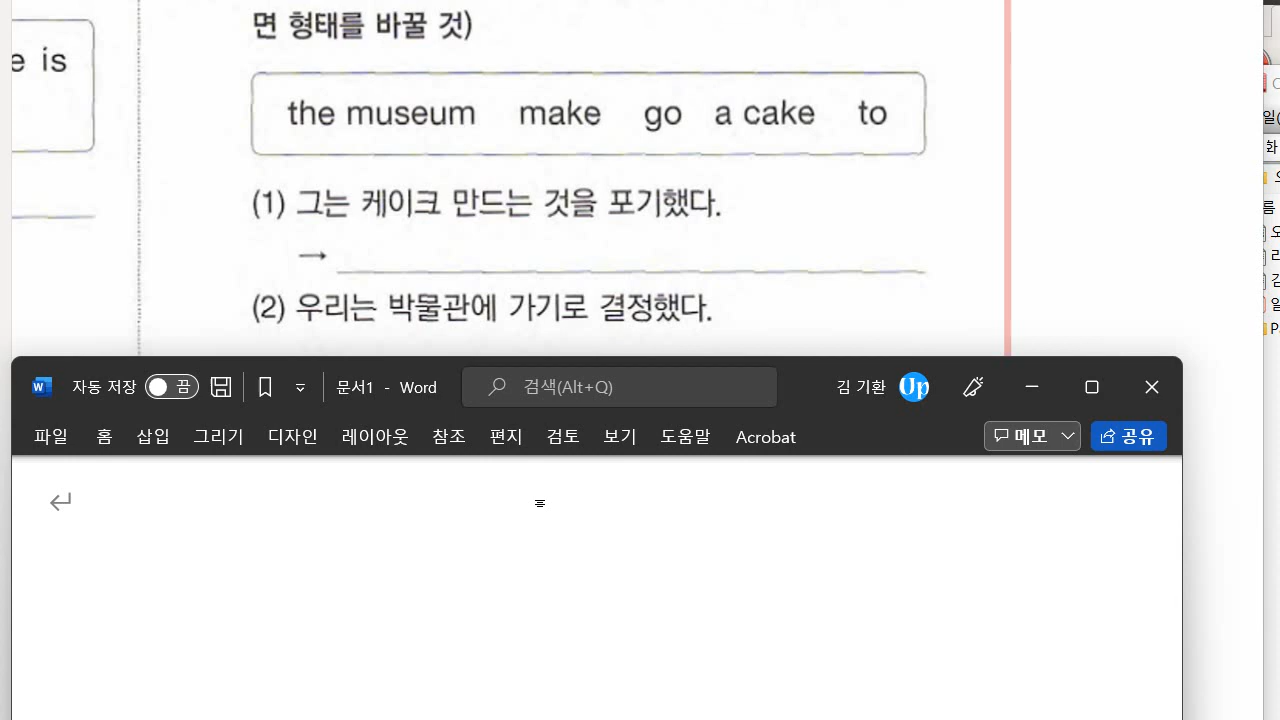 면 형태를 바꿀 것)
e is
the museum make go a cake to
(1) 그는 케이크 만드는 것을 포기했다.
→
(2) 우리는 박물관에 가기로 결정했다.
자동 저장 끔 문서1 - Word 검색(Alt+Q) 김 기환 Up
파일 홈 삽입 그리기 디자인 레이아웃 참조 편지 검토 보기 도움말 Acrobat 메모 공유